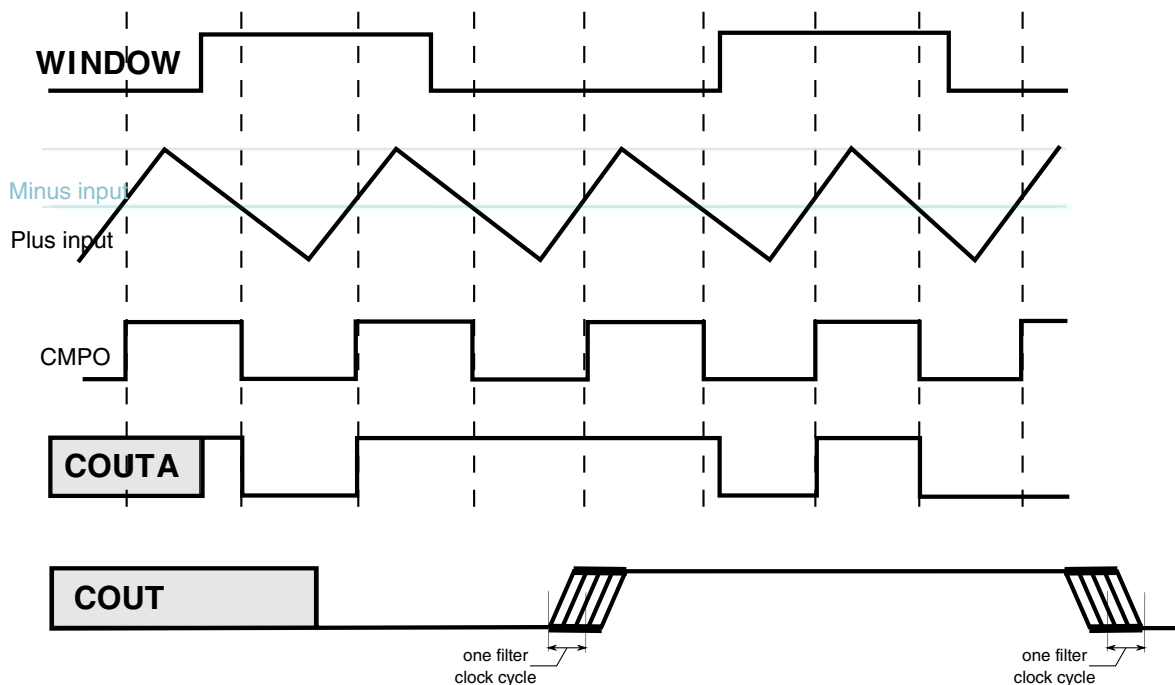 WINDOW
Minus input
Plus input
CMPO
COUTA
COUT
one filter
clock cycle
one filter
clock cycle